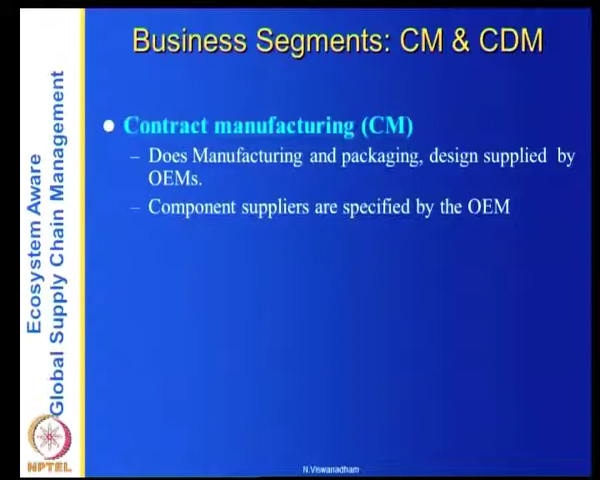 Business Segments: CM & CDM
Contract manufacturing (CM)
– Does Manufacturing and packaging, design supplied by
OEMs.
– Component suppliers are specified by the OEM
Ecosystem Aware
Global Supply Chain Management
NPTEL
N.Viswanadham